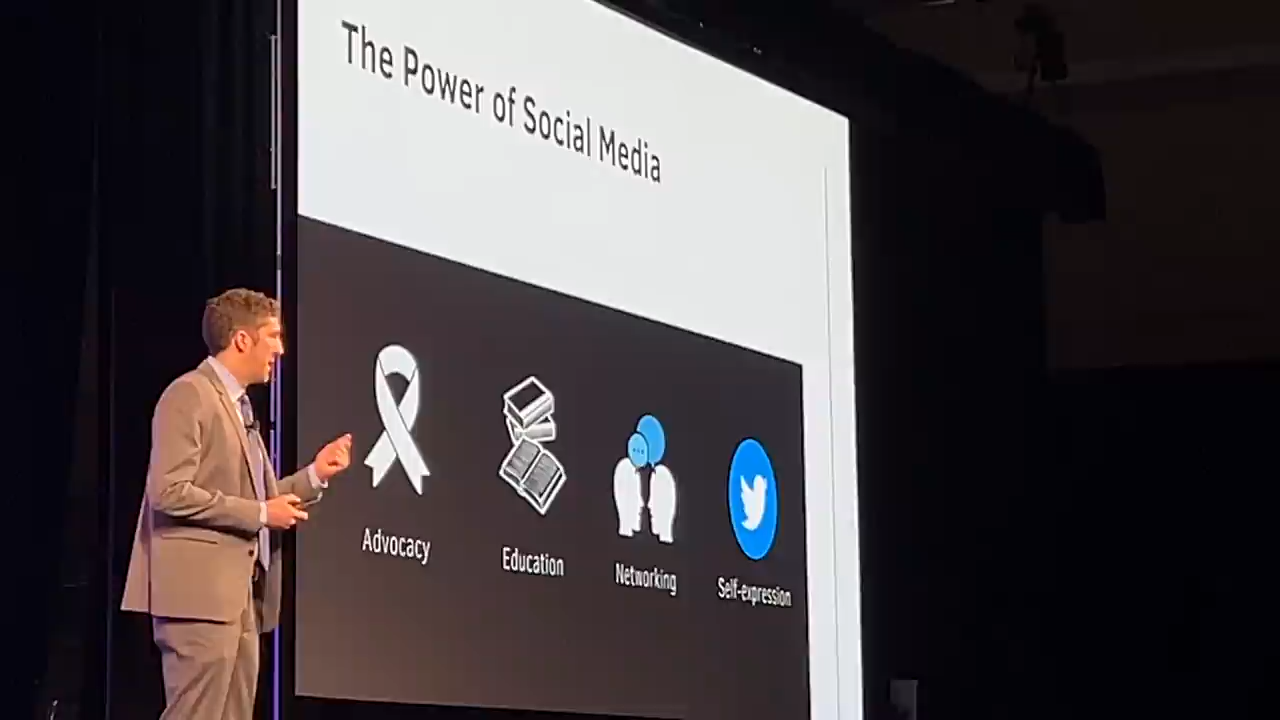 The Power of Social Media
Advocacy
Education
Networking
Self-expression